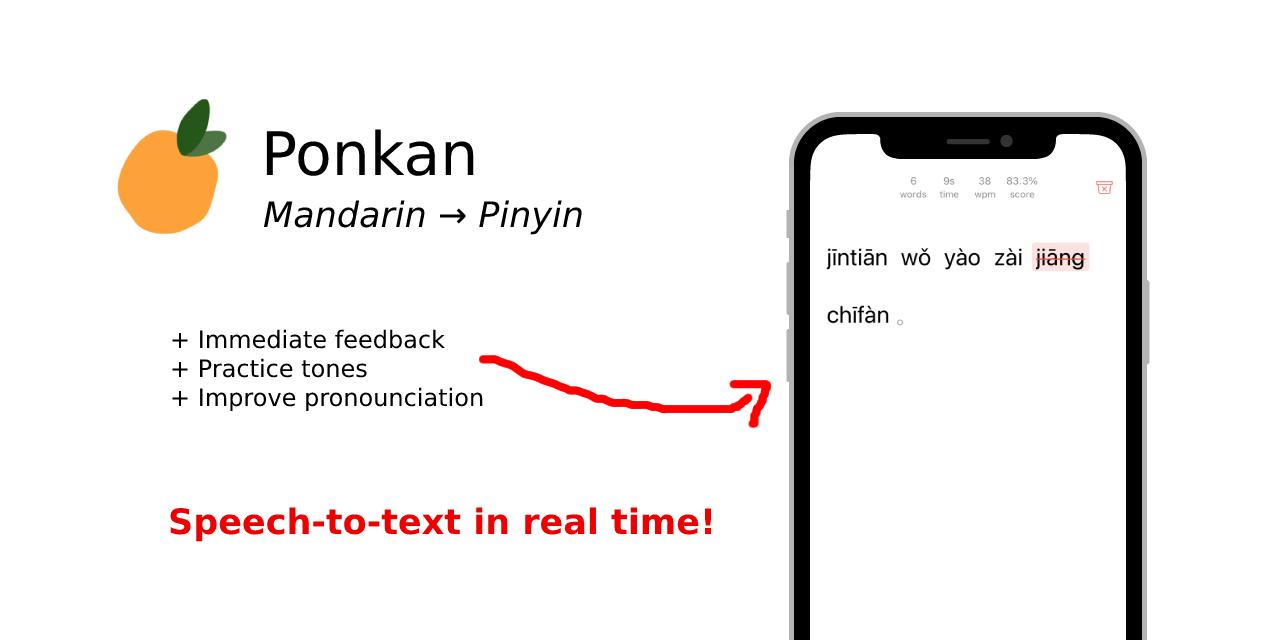 Ponkan
Mandarin → Pinyin
+ Immediate feedback
+ Practice tones
+ Improve pronounciation
Speech-to-text in real time!
6 9s 38 83.3%
words time wpm score
jīntiān wǒ yào zài jiāng
chīfàn 。